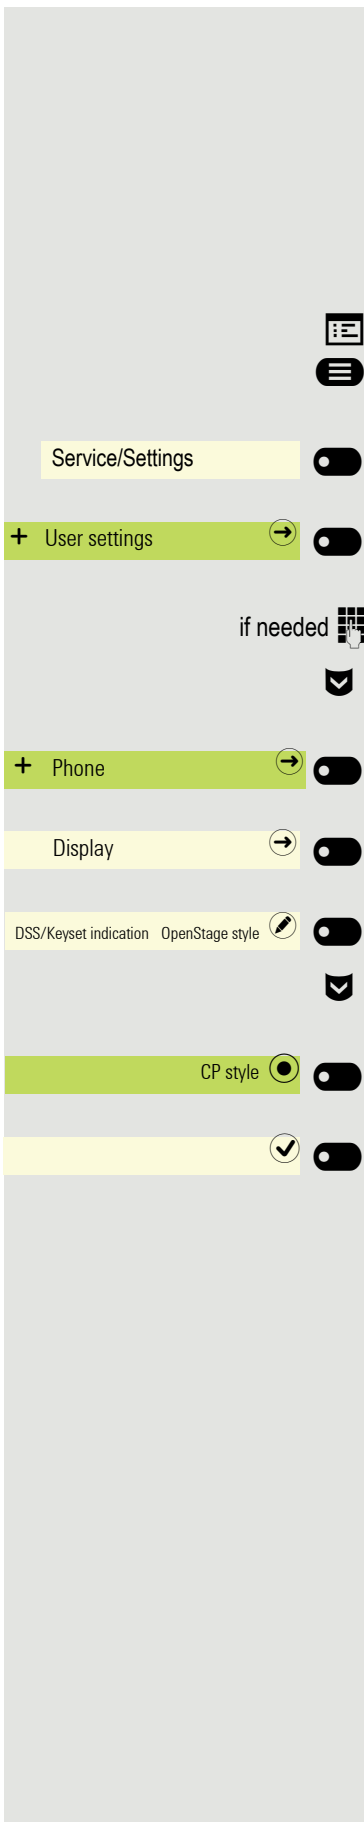 Service/Settings
+ User settings
if needed
+ Phone
Display
DSS/Keyset indication OpenStage style
CP style